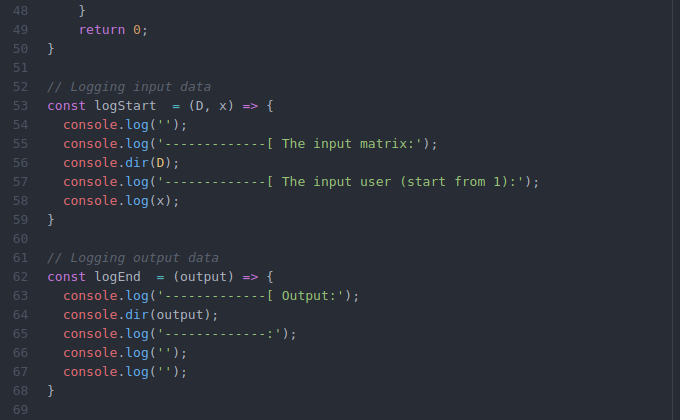 48     }
49     return 0;
50 }
51
52 // Logging input data
53 const logStart  = (D, x) => {
54   console.log('');
55   console.log('-------------[ The input matrix:');
56   console.dir(D);
57   console.log('-------------[ The input user (start from 1):');
58   console.log(x);
59 }
60
61 // Logging output data
62 const logEnd  = (output) => {
63   console.log('-------------[ Output:');
64   console.dir(output);
65   console.log('-------------:');
66   console.log('');
67   console.log('');
68 }
69